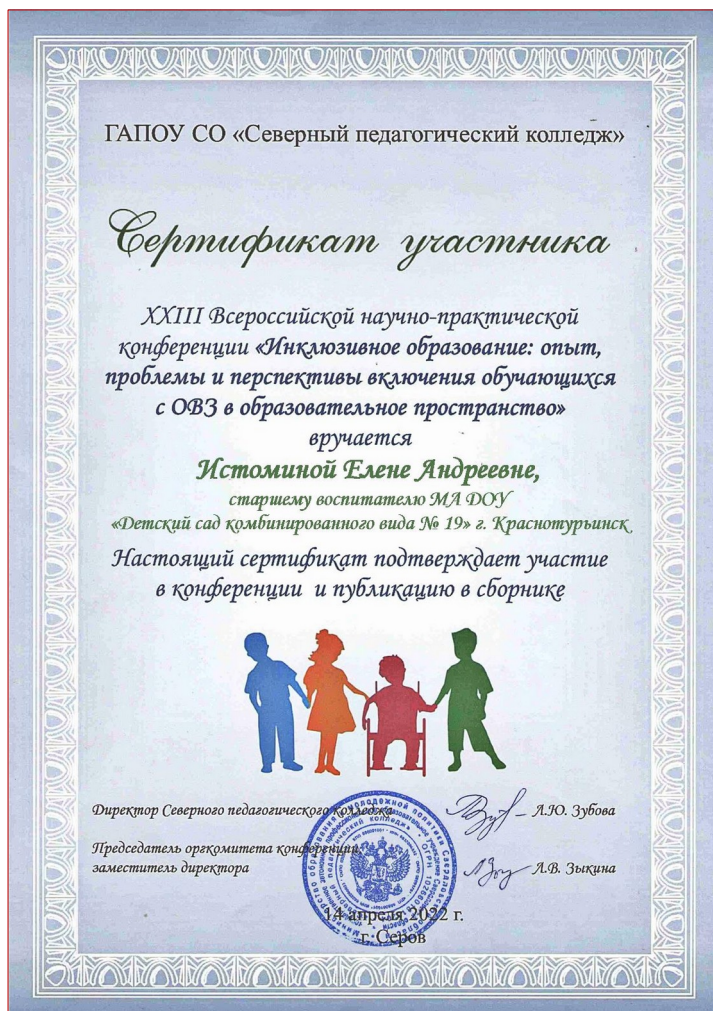 ГАПОУ СО «Северный педагогический колледж»
Сертификат участника
XXIII Всероссийской научно-практической
конференции «Инклюзивное образование: опыт,
проблемы и перспективы включения обучающихся
с ОВЗ в образовательное пространство»
вручается
Истоминой Елене Андреевне,
старшему воспитателю МА ДОУ
«Детский сад комбинированного вида № 19» г. Краснотурьинск
Настоящий сертификат подтверждает участие
в конференции и публикацию в сборнике
Директор Северного педагогического колледжа
Л.Ю. Зубова
Председатель оргкомитета конференции,
заместитель директора
Л.В. Зыкина
14 апреля 2022 г.
г. Серов